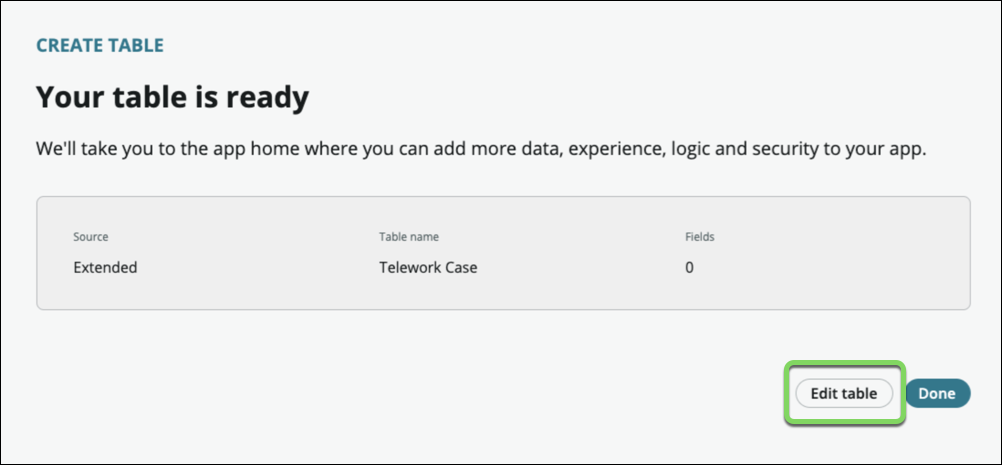 CREATE TABLE
Your table is ready
We'll take you to the app home where you can add more data, experience, logic and security to your app.
Source Table name Fields
Extended Telework Case 0
Edit table Done